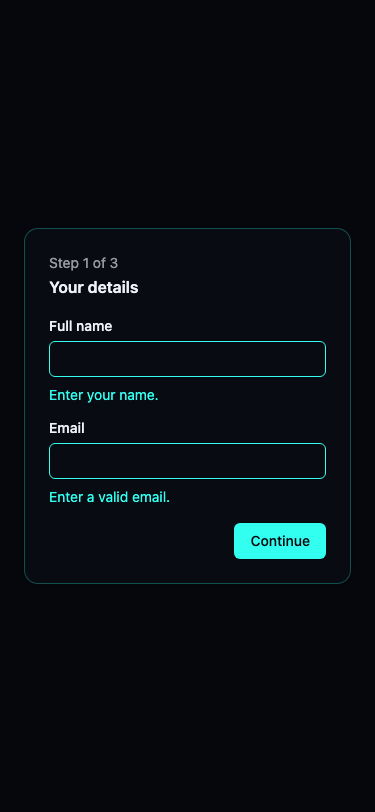 Step 1 of 3
Your details
Full name
Enter your name.
Email
Enter a valid email.
Continue